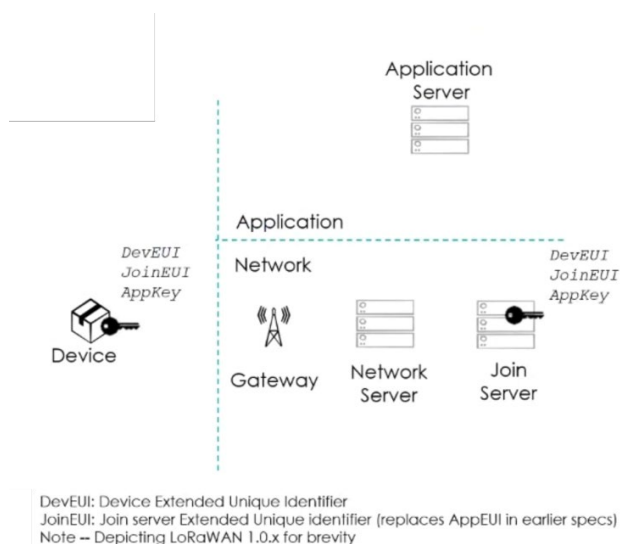 Application
Server
Application
DevEUI
JoinEUI
AppKey
Network
DevEUI
JoinEUI
AppKey
Device
Gateway
Network
Server
Join
Server
DevEUI: Device Extended Unique Identifier
JoinEUI: Join server Extended Unique identifier (replaces AppEUI in earlier specs)
Note -- Depicting LoRaWAN 1.0.x for brevity